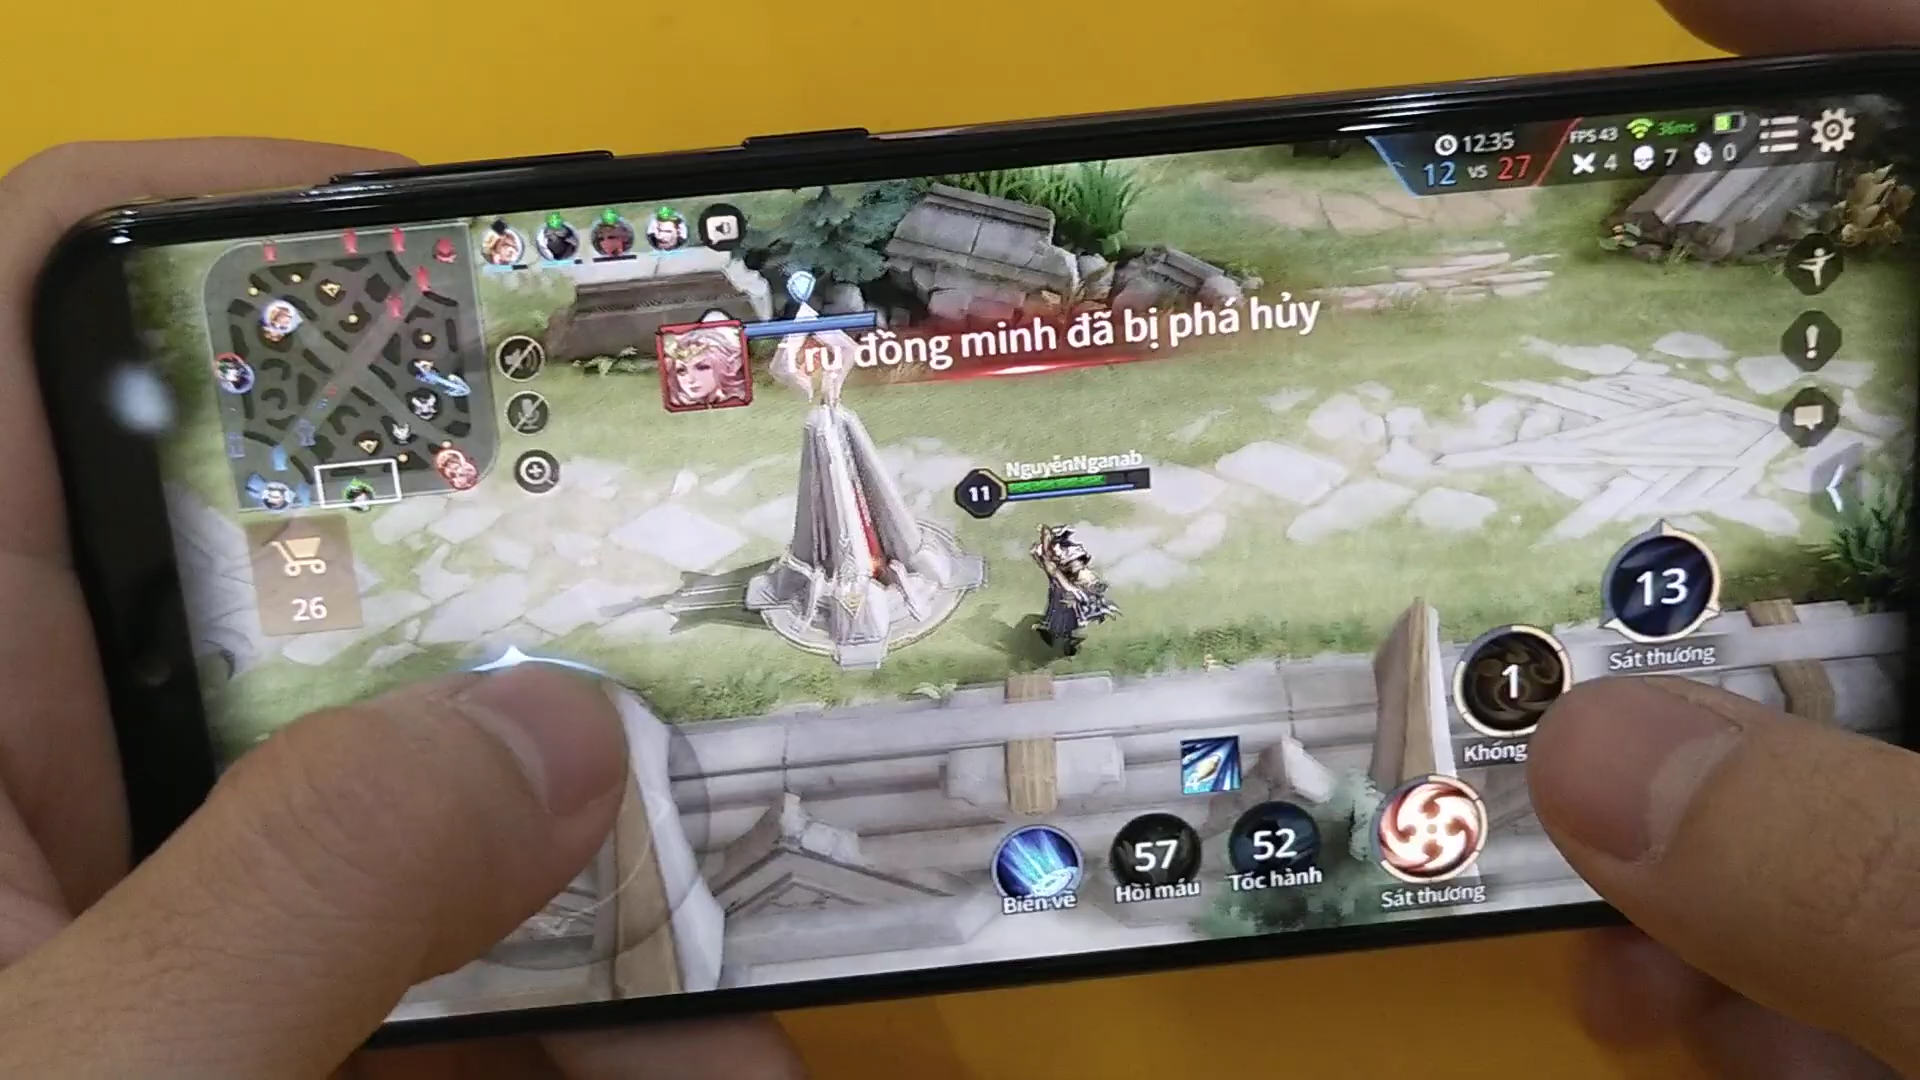 12:35
12 vs 27
FPS 43
36ms
4 7 0
Trụ đồng minh đã bị phá hủy
NguyễnNganab
11
26
13
Sát thương
1
Khống
57
Hồi máu
52
Tốc hành
Biến về
Sát thương